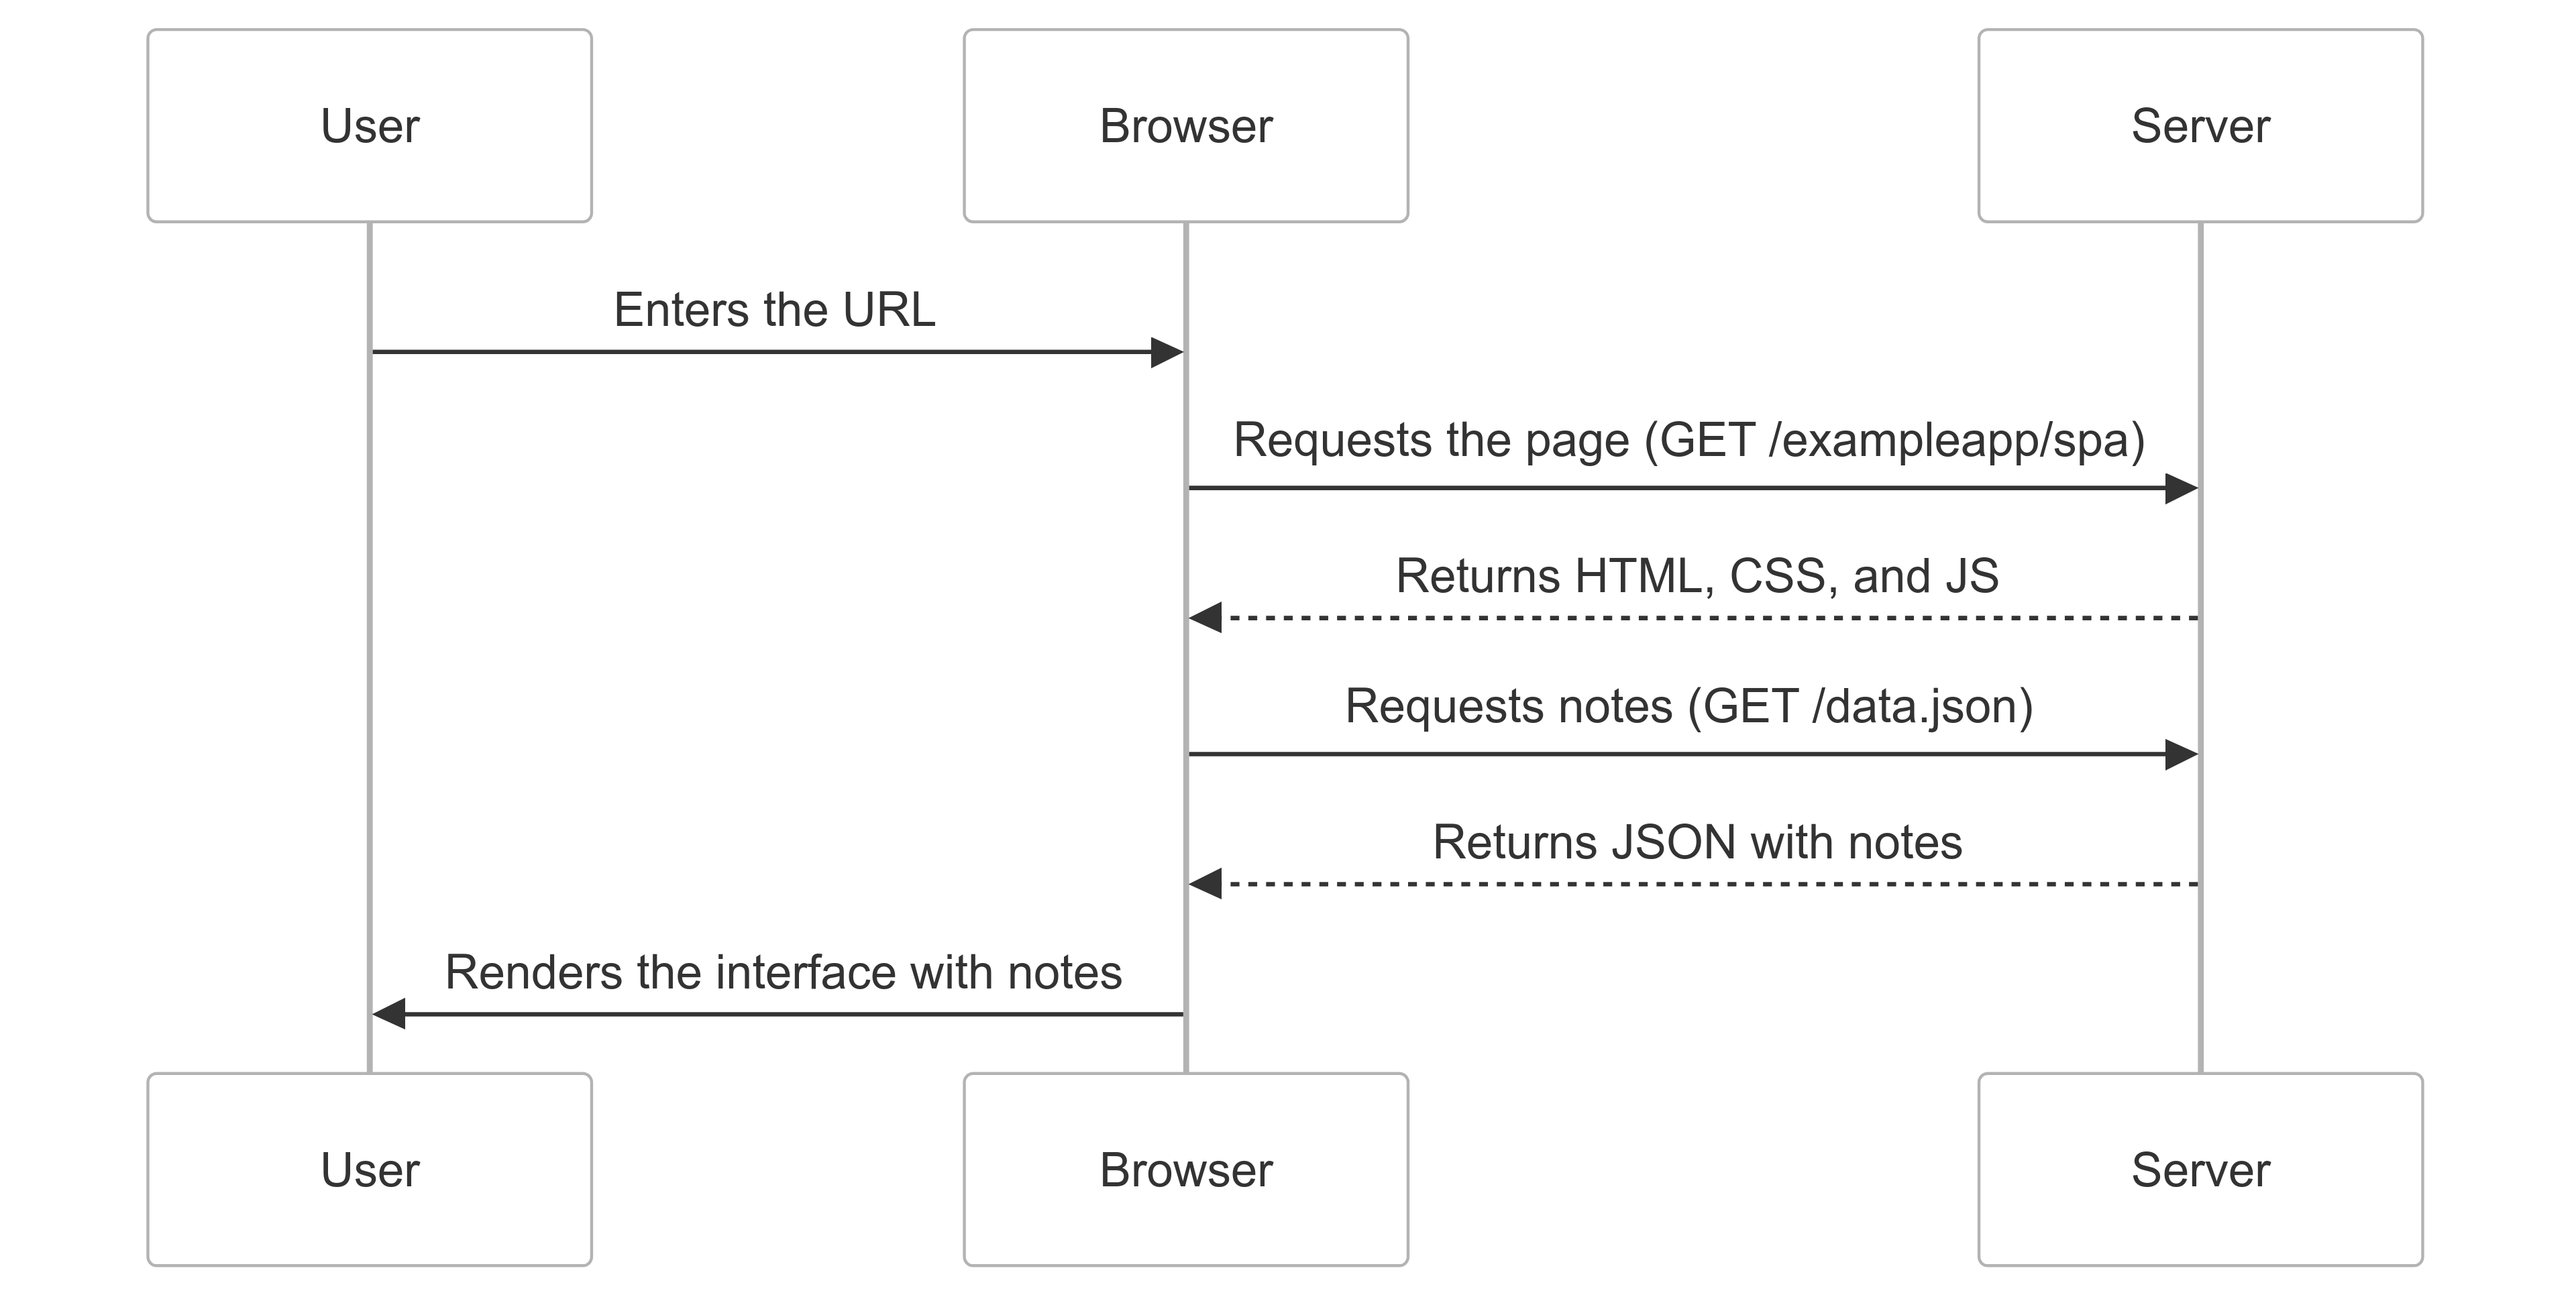 User
Browser
Server
Enters the URL
Requests the page (GET /exampleapp/spa)
Returns HTML, CSS, and JS
Requests notes (GET /data.json)
Returns JSON with notes
Renders the interface with notes
User
Browser
Server